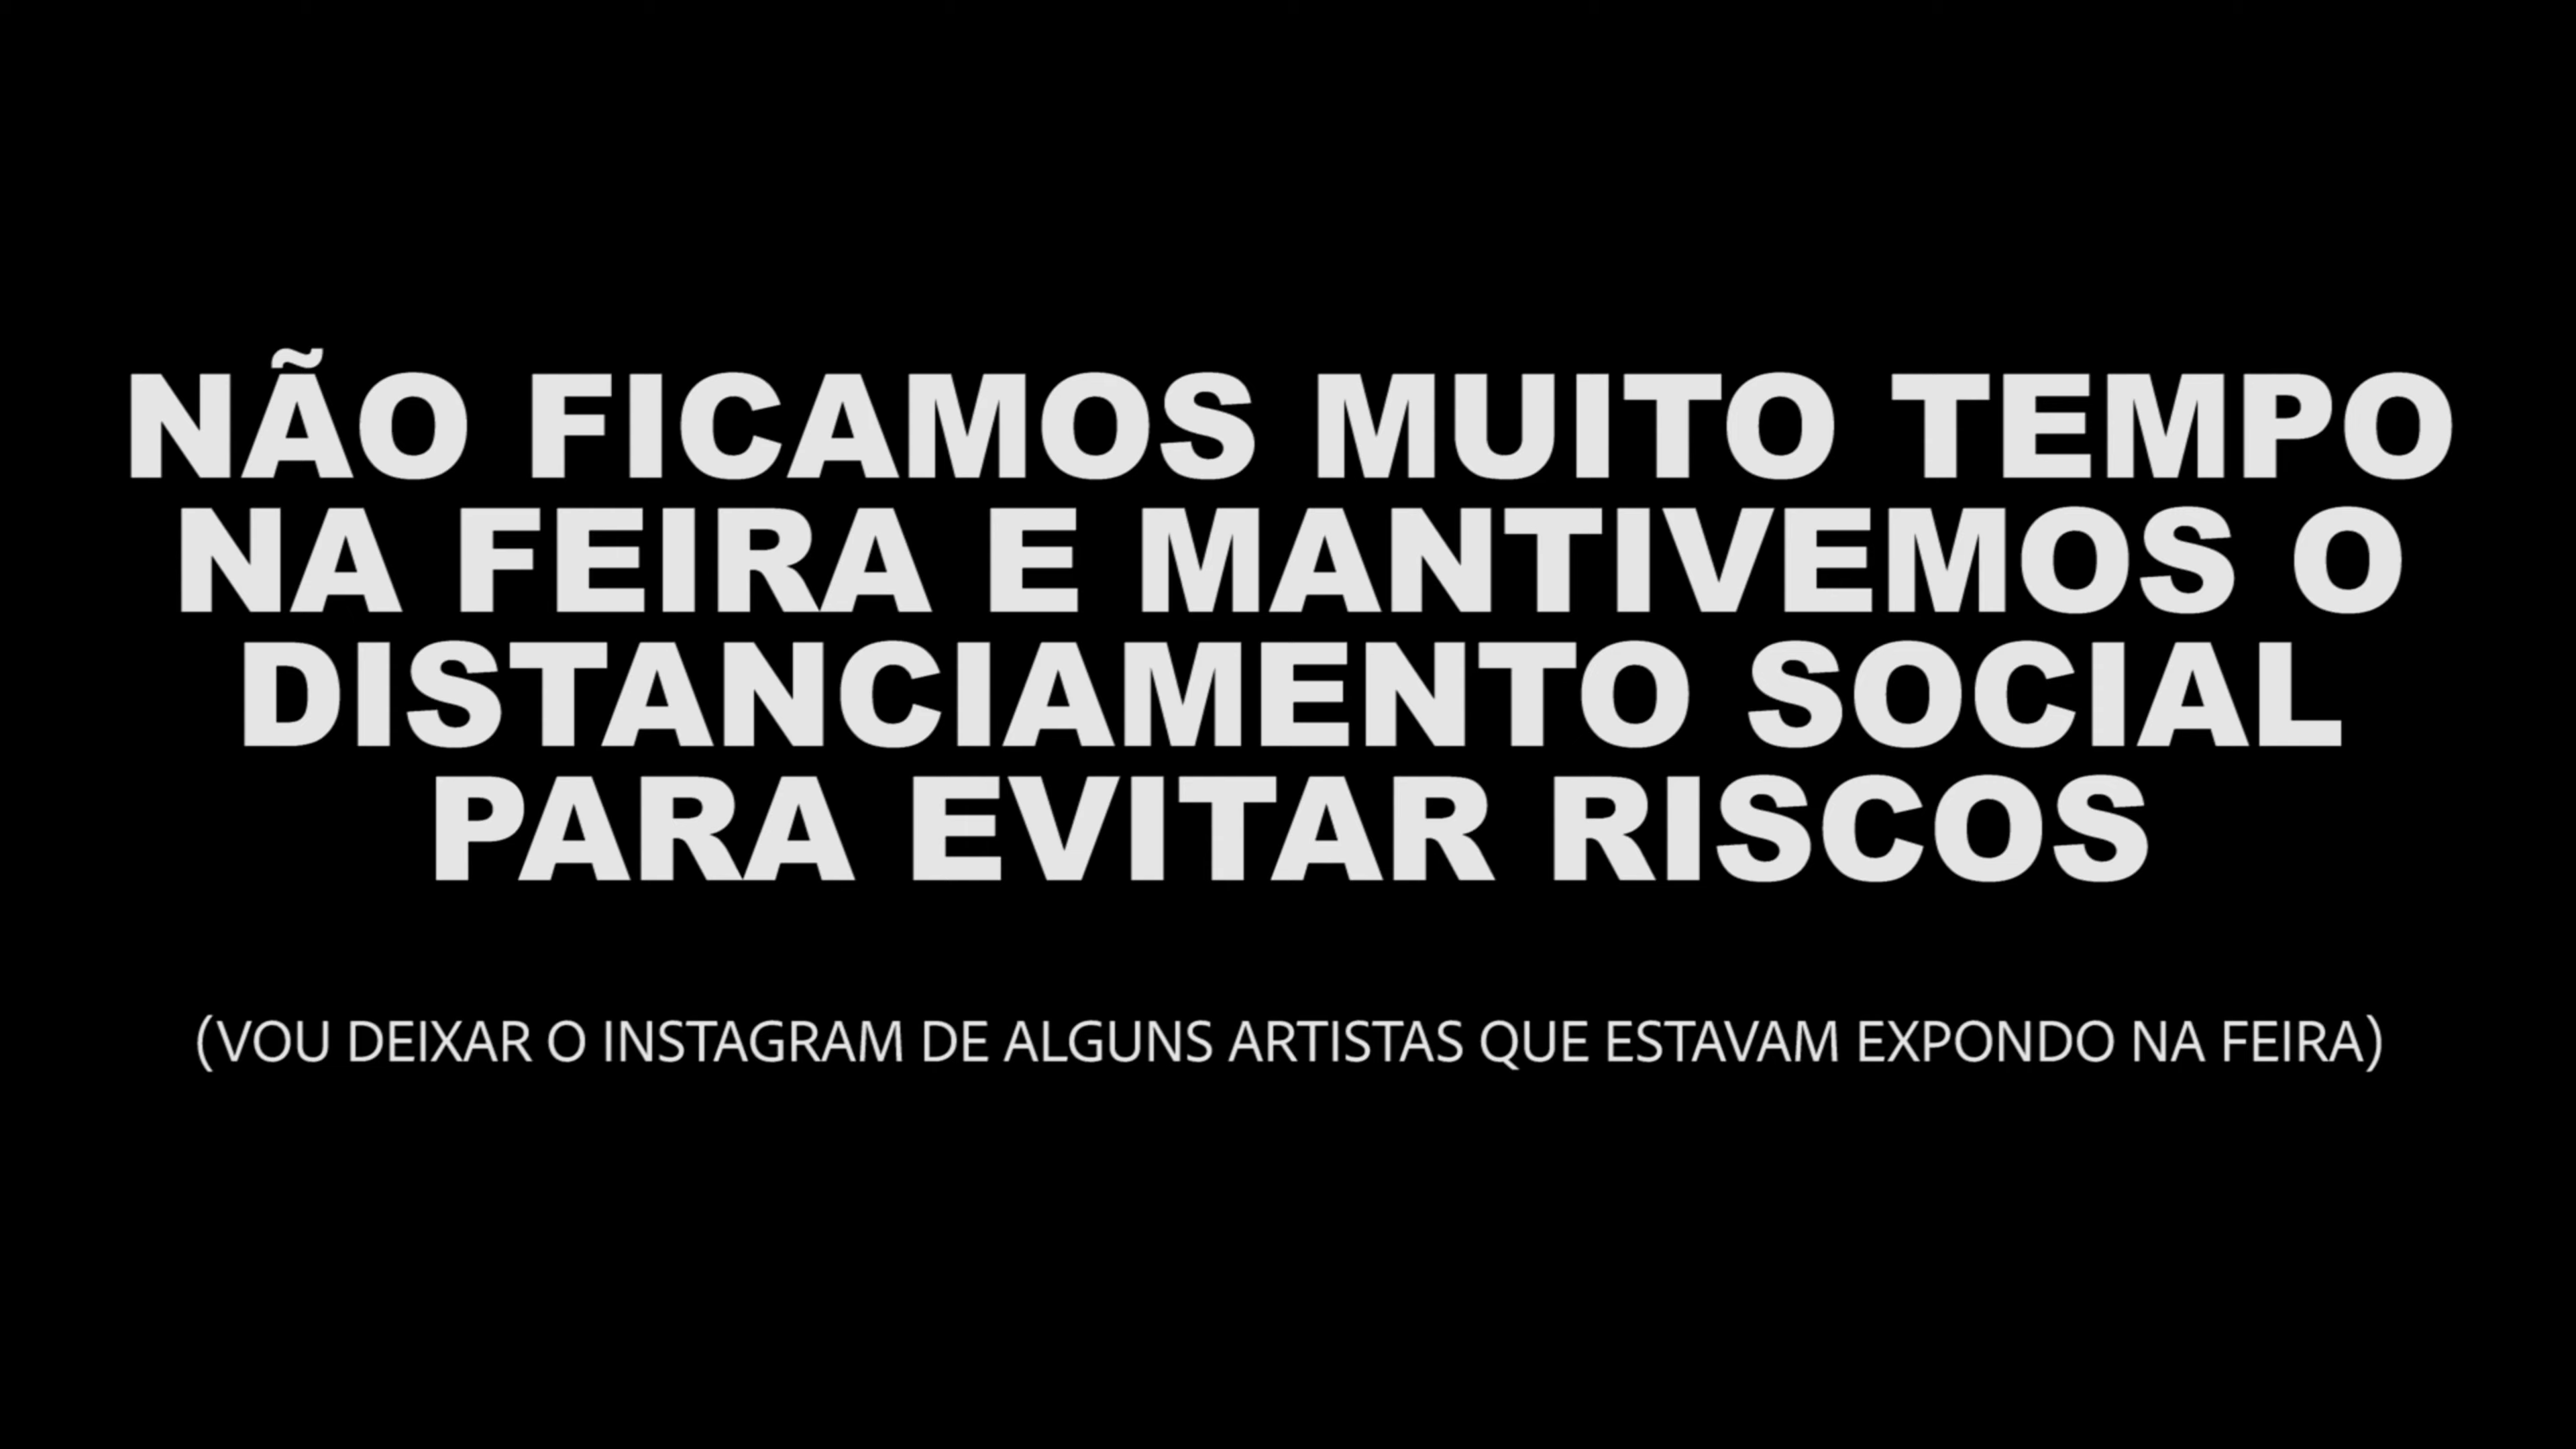 NÃO FICAMOS MUITO TEMPO
NA FEIRA E MANTIVEMOS O
DISTANCIAMENTO SOCIAL
PARA EVITAR RISCOS
(VOU DEIXAR O INSTAGRAM DE ALGUNS ARTISTAS QUE ESTAVAM EXPONDO NA FEIRA)